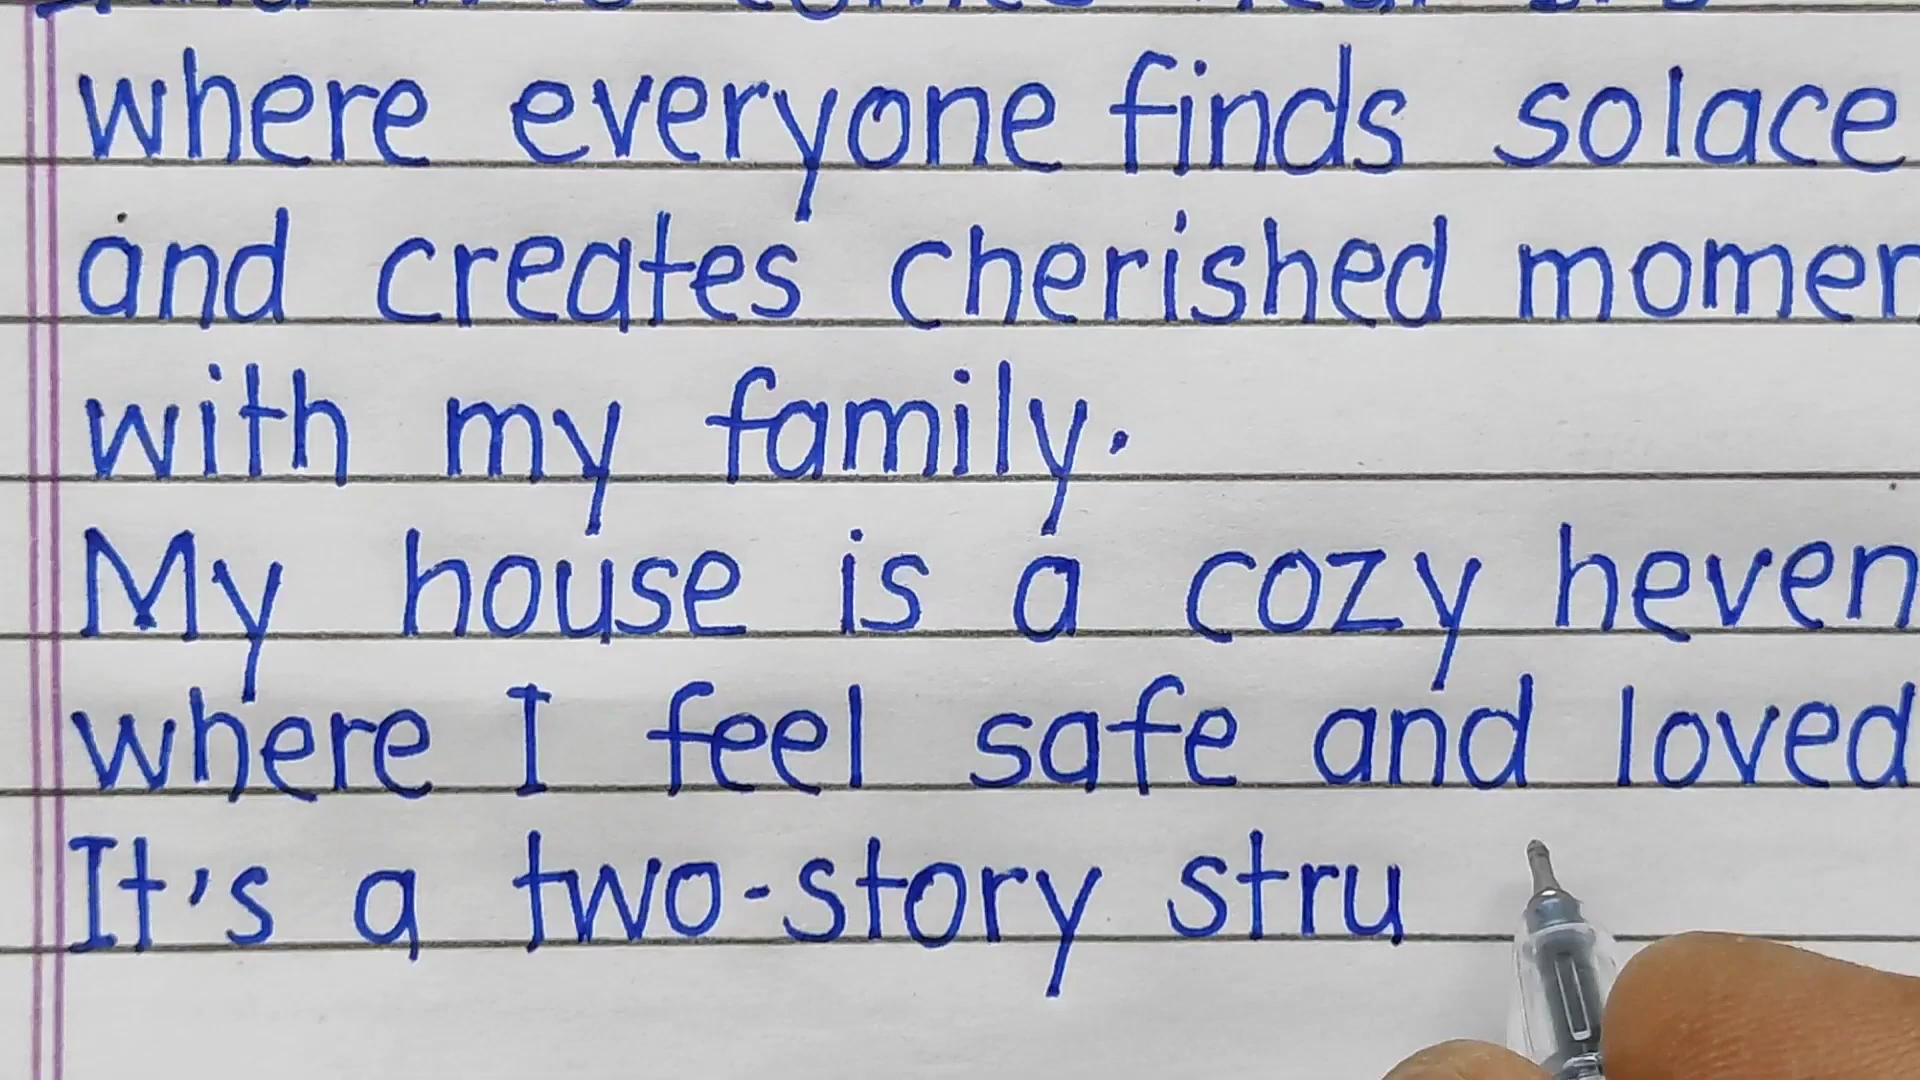 where everyone finds solace
and creates cherished momen
with my family.
My house is a cozy heven
where I feel safe and loved
It's a two-story stru